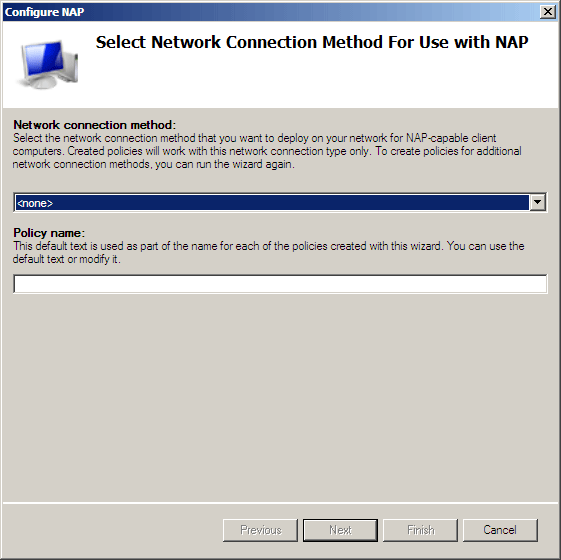 Configure NAP
Select Network Connection Method For Use with NAP
Network connection method:
Select the network connection method that you want to deploy on your network for NAP-capable client
computers. Created policies will work with this network connection type only. To create policies for additional
network connection methods, you can run the wizard again.
<none>
Policy name:
This default text is used as part of the name for each of the policies created with this wizard. You can use the
default text or modify it.
Previous
Next
Finish
Cancel